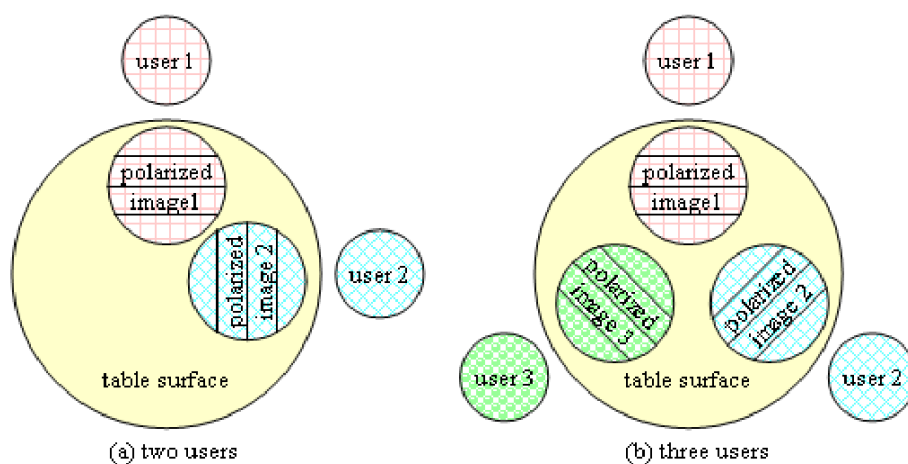 user 1
polarized
image1
polarized
image 2
user 2
table surface
(a) two users
user 1
polarized
image1
polarized
image 3
polarized
image 2
user 3
table surface
user 2
(b) three users